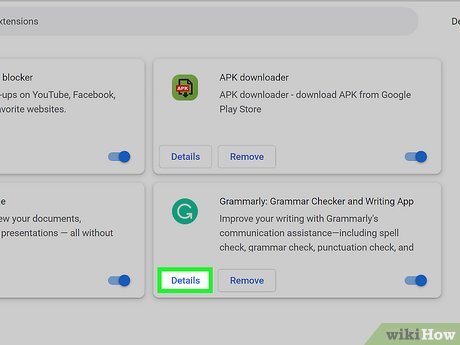 xtensions
De
blocker
-ups on YouTube, Facebook,
avorite websites.
APK
APK downloader
APK downloader - download APK from Google
Play Store
Details
Remove
te
ew your documents,
presentations — all without
Grammarly: Grammar Checker and Writing App
Improve your writing with Grammarly's
communication assistance—including spell
check, grammar check, punctuation check, and
Details
Remove
wikiHow